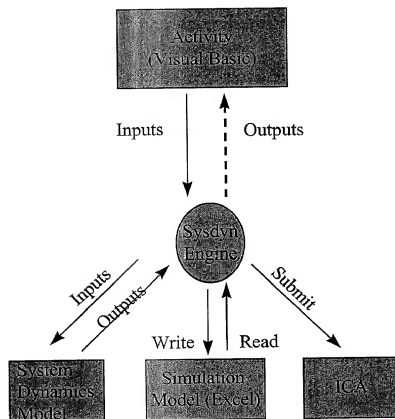 Activity
(Visual Basic)
Inputs
Outputs
Sysdyn
Engine
Inputs
Outputs
Submit
Write
Read
System
Dynamics
Model
Simulation
Model (Excel)
ICA